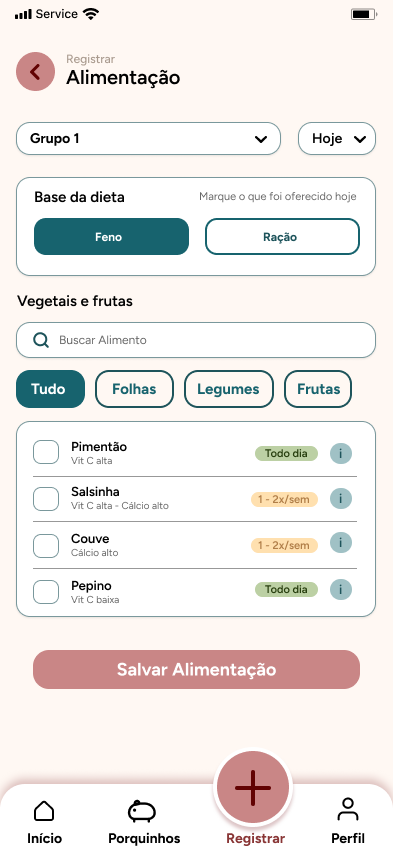 Service
Registrar
Alimentação
Grupo 1
Hoje
Base da dieta
Marque o que foi oferecido hoje
Feno
Ração
Vegetais e frutas
Buscar Alimento
Tudo
Folhas
Legumes
Frutas
Pimentão
Vit C alta
Todo dia
i
Salsinha
Vit C alta - Cálcio alto
1 - 2x/sem
i
Couve
Cálcio alto
1 - 2x/sem
i
Pepino
Vit C baixa
Todo dia
i
Salvar Alimentação
Início
Porquinhos
Registrar
Perfil